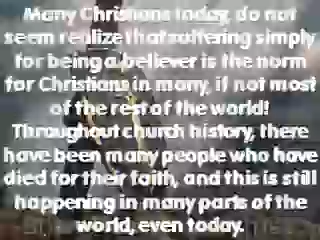 Many Christians today, do not
seem realize that suffering simply
for being a believer is the norm
for Christians in many, if not most
of the rest of the world!
Throughout church history, there
have been many people who have
died for their faith, and this is still
happening in many parts of the
world, even today.